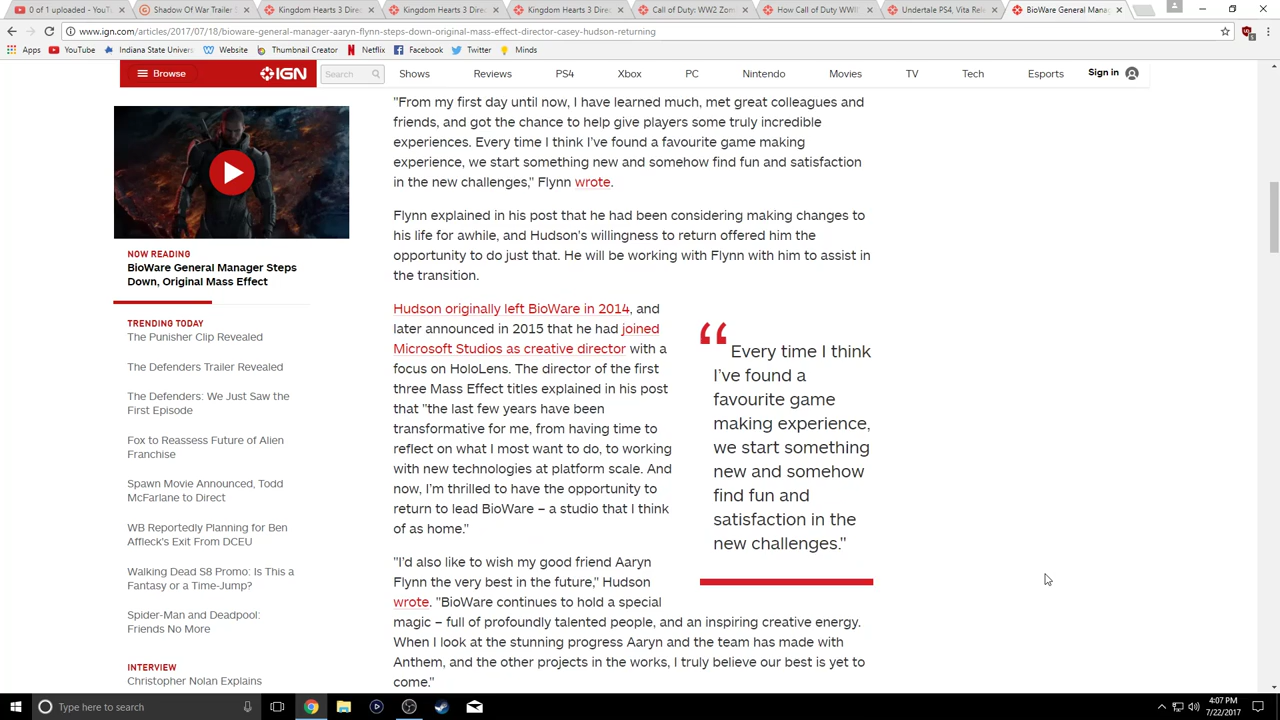 0 of 1 uploaded - YouT
Shadow Of War Trailer
Kingdom Hearts 3 Direc
Kingdom Hearts 3 Direc
Kingdom Hearts 3 Direc
Call of Duty: WW2 Zom
How Call of Duty WWII
Undertale PS4, Vita Rele
BioWare General Mana
www.ign.com/articles/2017/07/18/bioware-general-manager-aaryn-flynn-steps-down-original-mass-effect-director-casey-hudson-returning
Apps YouTube Indiana State Univers Website Thumbnail Creator Netflix Facebook Twitter Minds
Browse IGN Search Shows Reviews PS4 Xbox PC Nintendo Movies TV Tech Esports Sign in
NOW READING
BioWare General Manager Steps
Down, Original Mass Effect
TRENDING TODAY
The Punisher Clip Revealed
The Defenders Trailer Revealed
The Defenders: We Just Saw the
First Episode
Fox to Reassess Future of Alien
Franchise
Spawn Movie Announced, Todd
McFarlane to Direct
WB Reportedly Planning for Ben
Affleck's Exit From DCEU
Walking Dead S8 Promo: Is This a
Fantasy or a Time-Jump?
Spider-Man and Deadpool:
Friends No More
INTERVIEW
Christopher Nolan Explains
"From my first day until now, I have learned much, met great colleagues and
friends, and got the chance to help give players some truly incredible
experiences. Every time I think I've found a favourite game making
experience, we start something new and somehow find fun and satisfaction
in the new challenges," Flynn wrote.
Flynn explained in his post that he had been considering making changes to
his life for awhile, and Hudson's willingness to return offered him the
opportunity to do just that. He will be working with Flynn with him to assist in
the transition.
Hudson originally left BioWare in 2014, and
later announced in 2015 that he had joined
Microsoft Studios as creative director with a
focus on HoloLens. The director of the first
three Mass Effect titles explained in his post
that "the last few years have been
transformative for me, from having time to
reflect on what I most want to do, to working
with new technologies at platform scale. And
now, I'm thrilled to have the opportunity to
return to lead BioWare – a studio that I think
of as home."
"I'd also like to wish my good friend Aaryn
Flynn the very best in the future," Hudson
wrote. "BioWare continues to hold a special
magic – full of profoundly talented people, and an inspiring creative energy.
When I look at the stunning progress Aaryn and the team has made with
Anthem, and the other projects in the works, I truly believe our best is yet to
come."
“ Every time I think
I've found a
favourite game
making experience,
we start something
new and somehow
find fun and
satisfaction in the
new challenges."
Type here to search
4:07 PM
7/22/2017